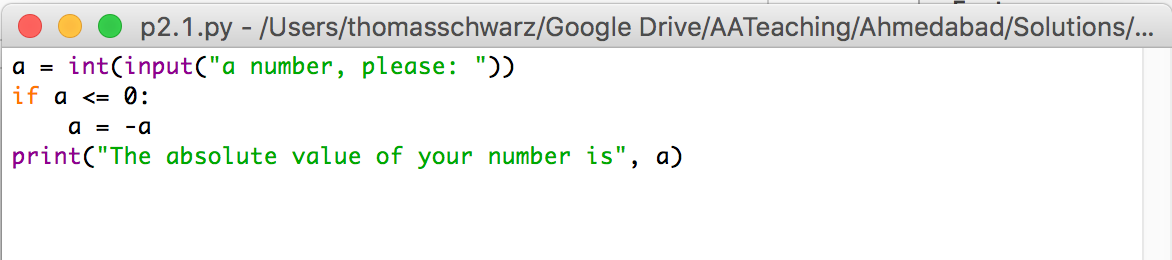 p2.1.py - /Users/thomasschwarz/Google Drive/AATeaching/Ahmedabad/Solutions/...
a = int(input("a number, please: "))
if a <= 0:
    a = -a
print("The absolute value of your number is", a)